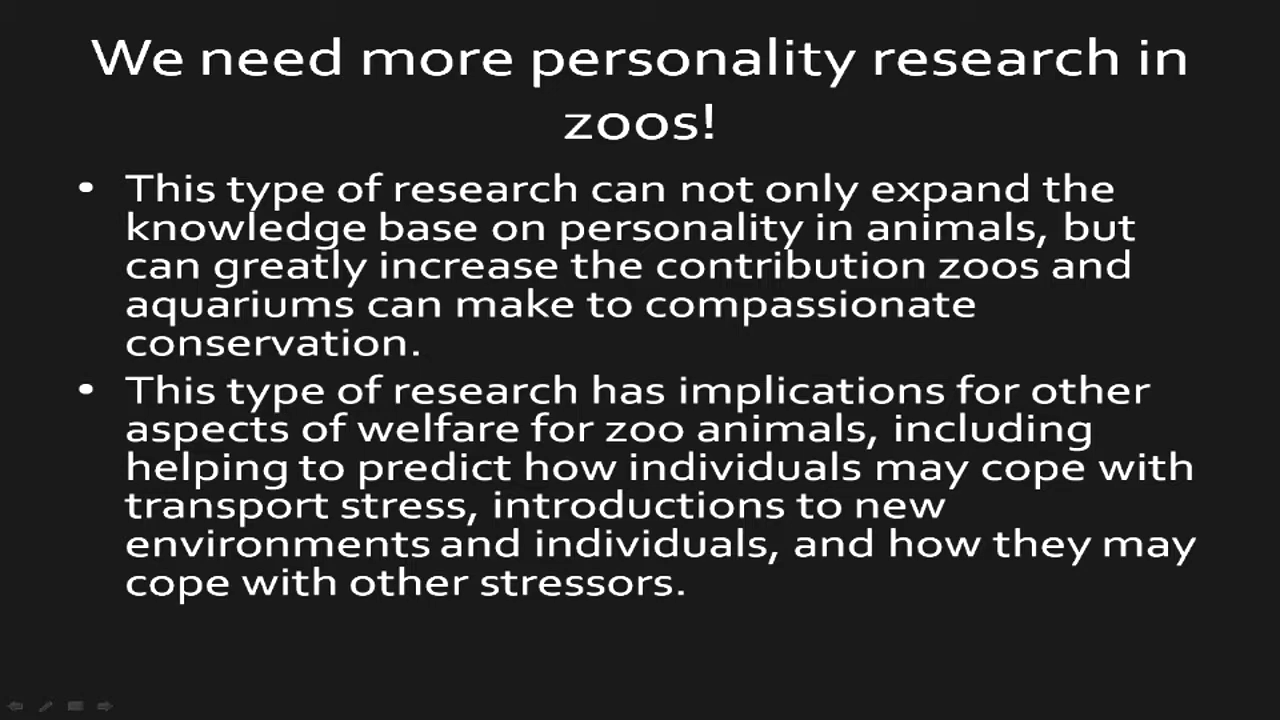 We need more personality research in
zoos!
• This type of research can not only expand the
knowledge base on personality in animals, but
can greatly increase the contribution zoos and
aquariums can make to compassionate
conservation.
• This type of research has implications for other
aspects of welfare for zoo animals, including
helping to predict how individuals may cope with
transport stress, introductions to new
environments and individuals, and how they may
cope with other stressors.